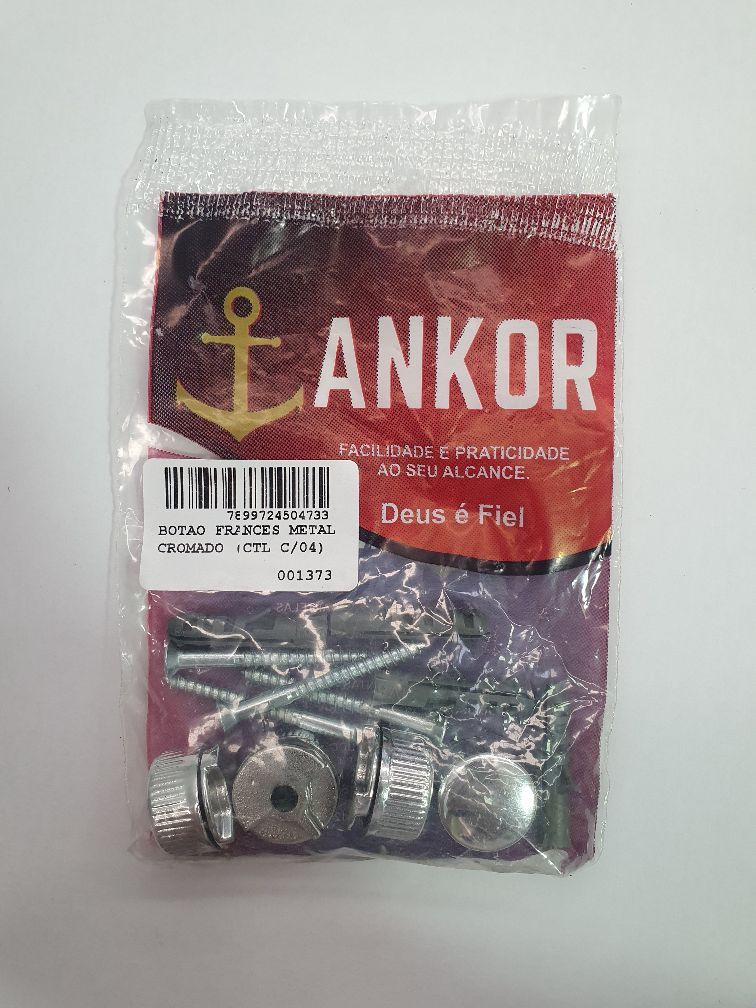 ANKOR
FACILIDADE E PRATICIDADE
AO SEU ALCANCE.
Deus é Fiel
7899724504733
BOTAO FRANCES METAL
CROMADO (CTL C/04)
001373